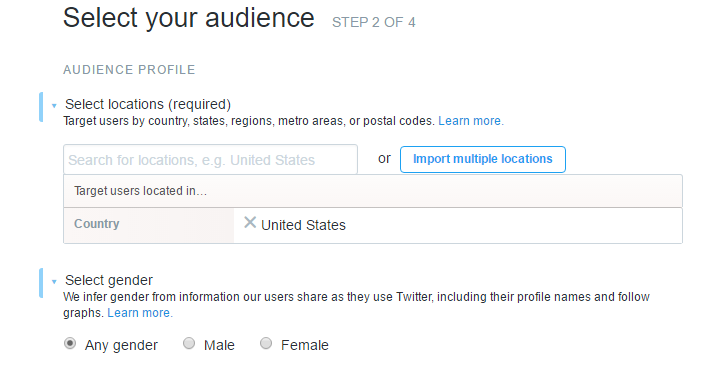 Select your audience STEP 2 OF 4
AUDIENCE PROFILE
Select locations (required)
Target users by country, states, regions, metro areas, or postal codes. Learn more.
Search for locations, e.g. United States or Import multiple locations
Target users located in…
Country United States
Select gender
We infer gender from information our users share as they use Twitter, including their profile names and follow
graphs. Learn more.
Any gender Male Female